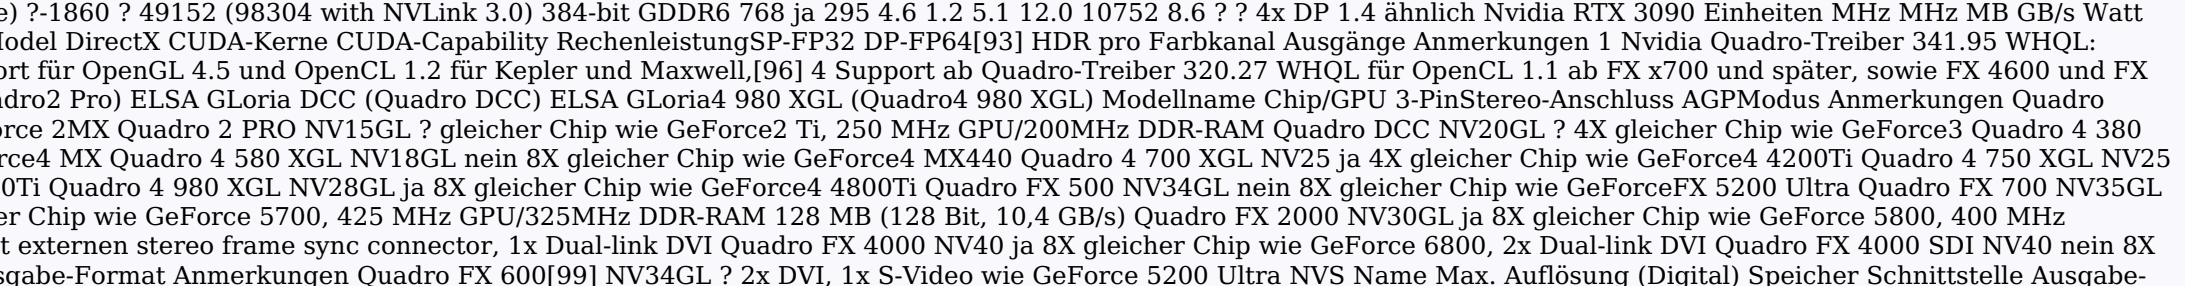 e) ?-1860 ? 49152 (98304 with NVLink 3.0) 384-bit GDDR6 768 ja 295 4.6 1.2 5.1 12.0 10752 8.6 ? ? 4x DP 1.4 ähnlich Nvidia RTX 3090 Einheiten MHz MHz MB GB/s Watt
Model DirectX CUDA-Kerne CUDA-Capability RechenleistungSP-FP32 DP-FP64[93] HDR pro Farbkanal Ausgänge Anmerkungen 1 Nvidia Quadro-Treiber 341.95 WHQL:
ort für OpenGL 4.5 und OpenCL 1.2 für Kepler und Maxwell,[96] 4 Support ab Quadro-Treiber 320.27 WHQL für OpenCL 1.1 ab FX x700 und später, sowie FX 4600 und FX
adro2 Pro) ELSA GLoria DCC (Quadro DCC) ELSA GLoria4 980 XGL (Quadro4 980 XGL) Modellname Chip/GPU 3-PinStereo-Anschluss AGPModus Anmerkungen Quadro
orce 2MX Quadro 2 PRO NV15GL ? gleicher Chip wie GeForce2 Ti, 250 MHz GPU/200MHz DDR-RAM Quadro DCC NV20GL ? 4X gleicher Chip wie GeForce3 Quadro 4 380
rce4 MX Quadro 4 580 XGL NV18GL nein 8X gleicher Chip wie GeForce4 MX440 Quadro 4 700 XGL NV25 ja 4X gleicher Chip wie GeForce4 4200Ti Quadro 4 750 XGL NV25
0Ti Quadro 4 980 XGL NV28GL ja 8X gleicher Chip wie GeForce4 4800Ti Quadro FX 500 NV34GL nein 8X gleicher Chip wie GeForceFX 5200 Ultra Quadro FX 700 NV35GL
er Chip wie GeForce 5700, 425 MHz GPU/325MHz DDR-RAM 128 MB (128 Bit, 10,4 GB/s) Quadro FX 2000 NV30GL ja 8X gleicher Chip wie GeForce 5800, 400 MHz
t externen stereo frame sync connector, 1x Dual-link DVI Quadro FX 4000 NV40 ja 8X gleicher Chip wie GeForce 6800, 2x Dual-link DVI Quadro FX 4000 SDI NV40 nein 8X
sgabe-Format Anmerkungen Quadro FX 600[99] NV34GL ? 2x DVI, 1x S-Video wie GeForce 5200 Ultra NVS Name Max. Auflösung (Digital) Speicher Schnittstelle Ausgabe-